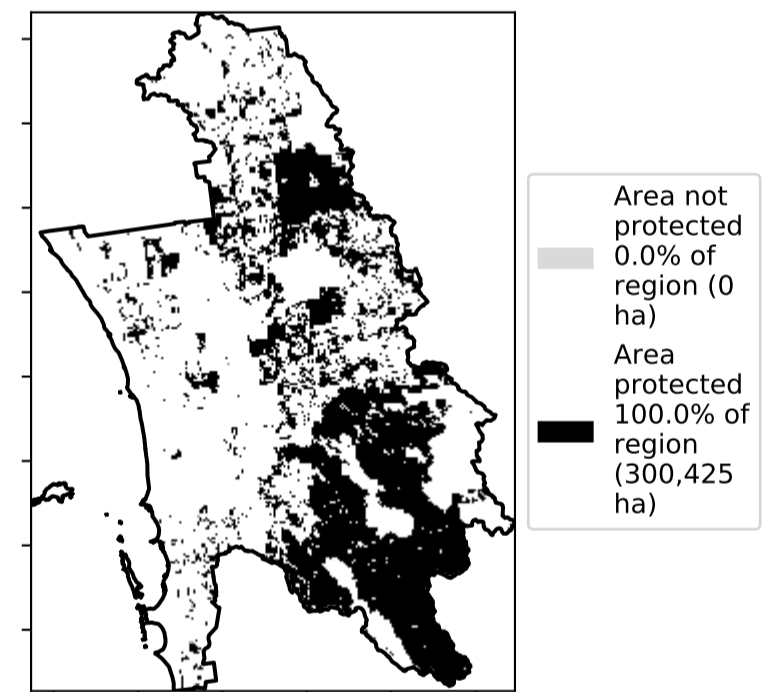 Area not
protected
0.0% of
region (0
ha)
Area
protected
100.0% of
region
(300,425
ha)